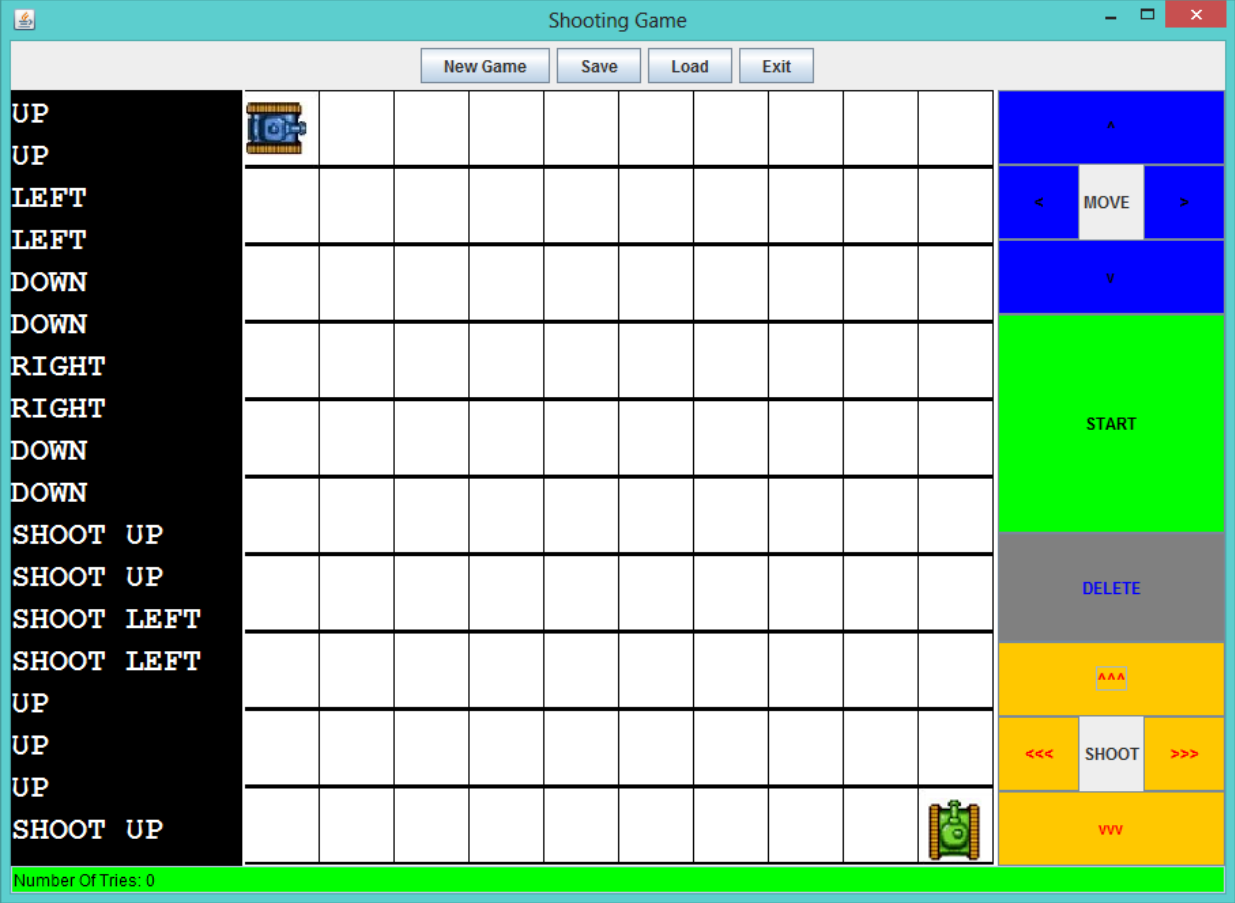 Shooting Game
New Game Save Load Exit
UP
UP
LEFT
LEFT
DOWN
DOWN
RIGHT
RIGHT
DOWN
DOWN
SHOOT UP
SHOOT UP
SHOOT LEFT
SHOOT LEFT
UP
UP
UP
SHOOT UP
^
< MOVE >
v
START
DELETE
^^^
<<< SHOOT >>>
vvv
Number Of Tries: 0